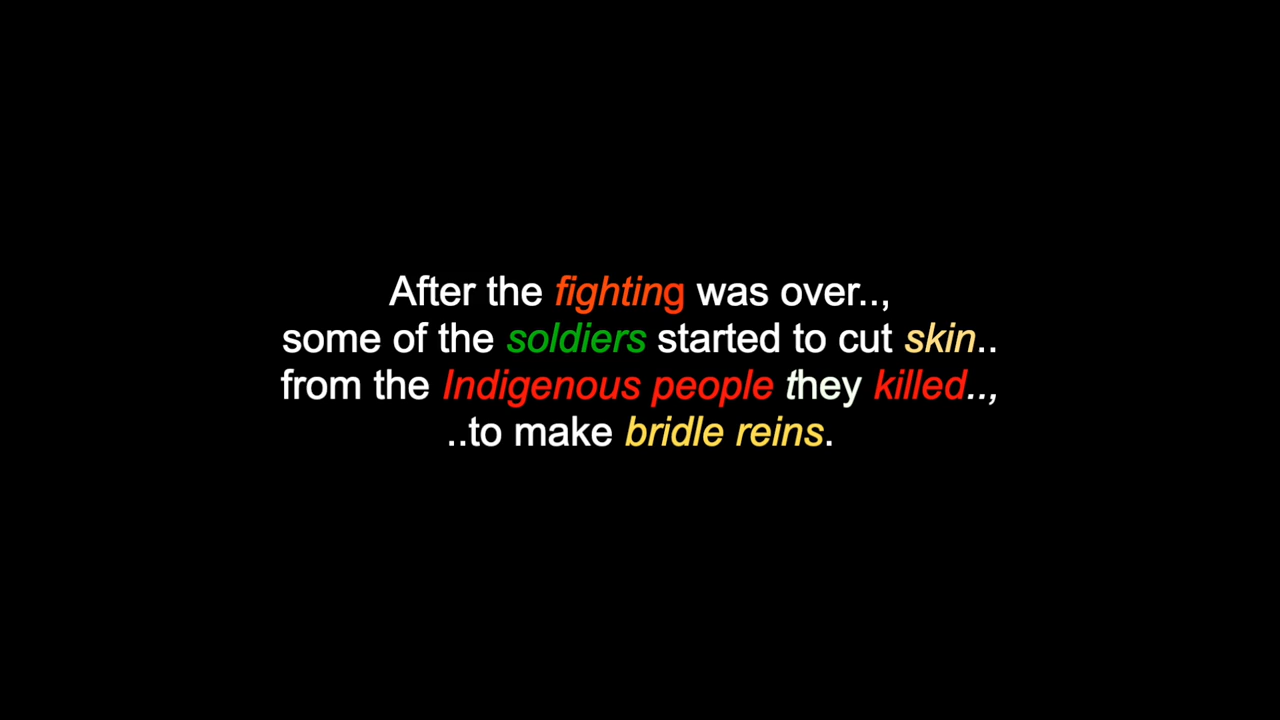 After the fighting was over..,
some of the soldiers started to cut skin..
from the Indigenous people they killed..,
..to make bridle reins.